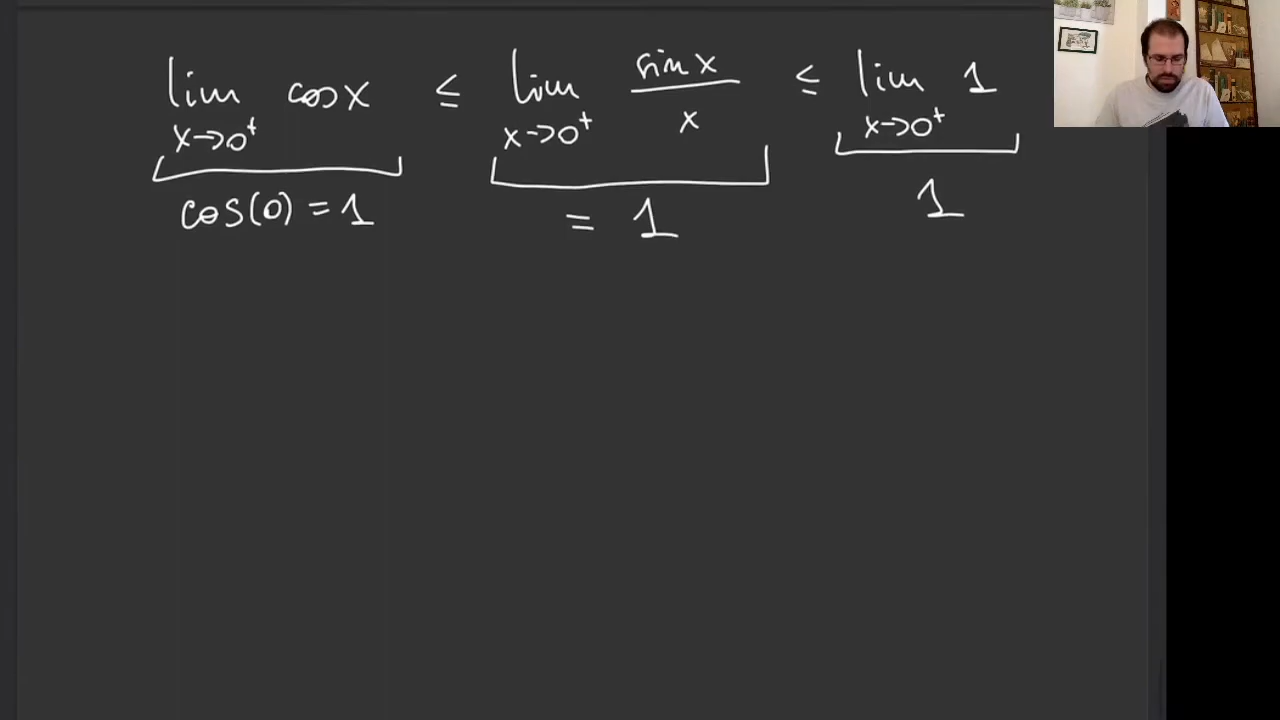 lim cos x ≤ lim sin x / x ≤ lim 1
x→0⁺ x→0⁺ x→0⁺
cos(0) = 1 = 1 1